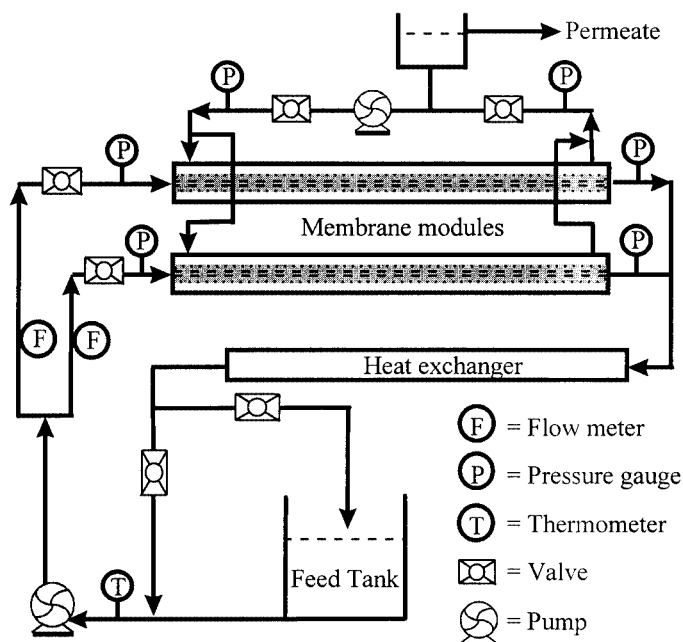 Permeate
P
P
P
P
Membrane modules
P
P
F
F
Heat exchanger
F = Flow meter
P = Pressure gauge
T = Thermometer
= Valve
Feed Tank
T
= Pump